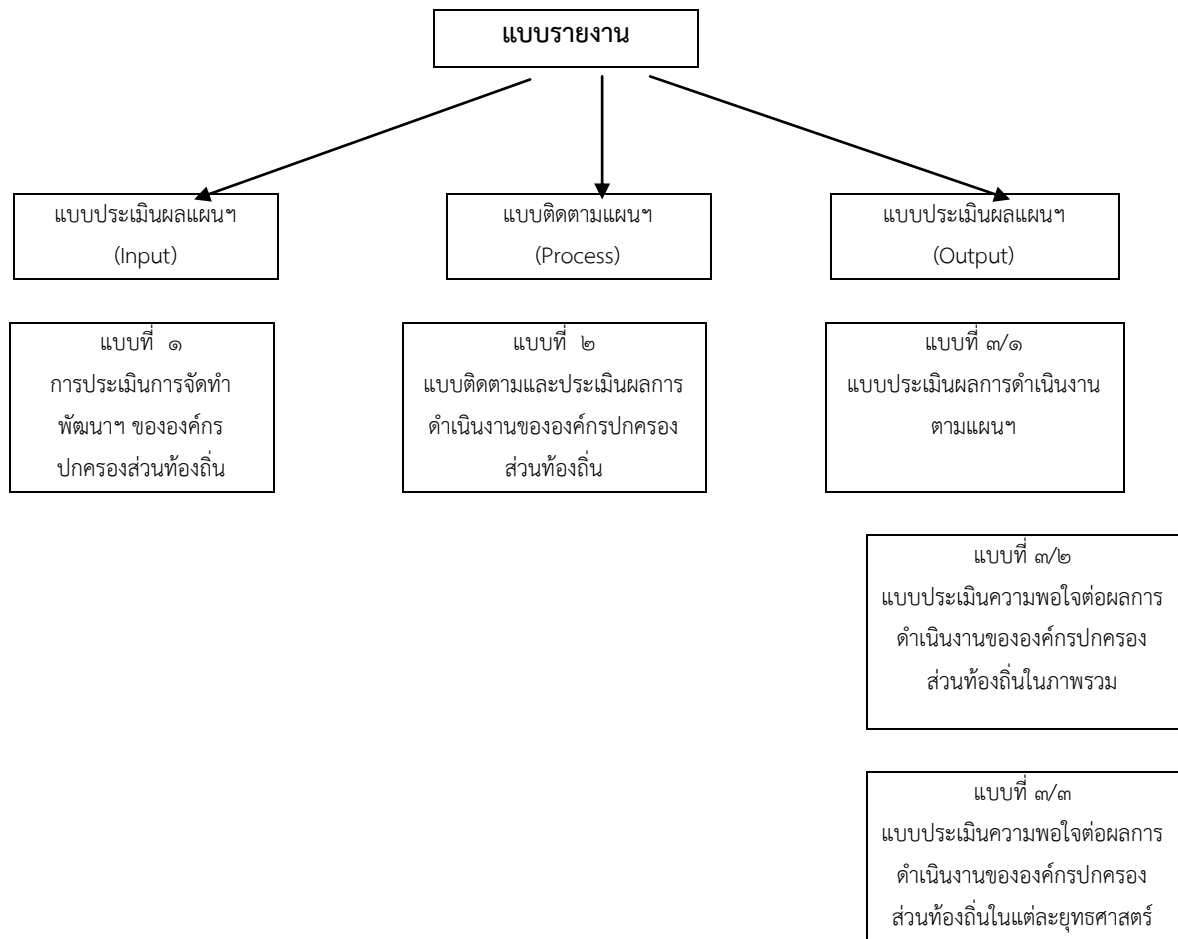 แบบรายงาน
แบบประเมินผลแผนฯ
(Input)
แบบติดตามแผนฯ
(Process)
แบบประเมินผลแผนฯ
(Output)
แบบที่ ๑
การประเมินการจัดทำ
พัฒนาฯ ขององค์กร
ปกครองส่วนท้องถิ่น
แบบที่ ๒
แบบติดตามและประเมินผลการ
ดำเนินงานขององค์กรปกครอง
ส่วนท้องถิ่น
แบบที่ ๓/๑
แบบประเมินผลการดำเนินงาน
ตามแผนฯ
แบบที่ ๓/๒
แบบประเมินความพอใจต่อผลการ
ดำเนินงานขององค์กรปกครอง
ส่วนท้องถิ่นในภาพรวม
แบบที่ ๓/๓
แบบประเมินความพอใจต่อผลการ
ดำเนินงานขององค์กรปกครอง
ส่วนท้องถิ่นในแต่ละยุทธศาสตร์